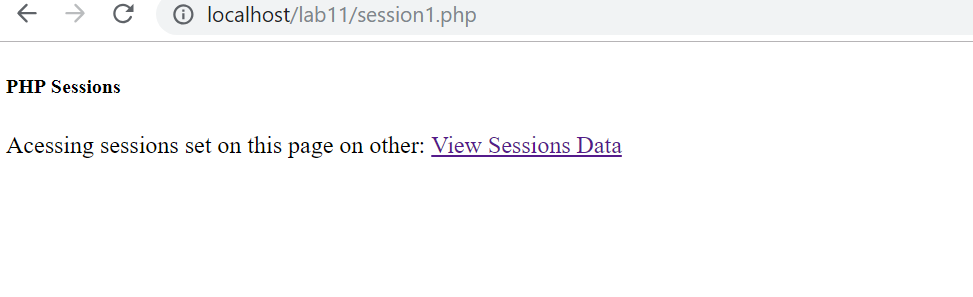 localhost/lab11/session1.php
PHP Sessions
Acessing sessions set on this page on other: View Sessions Data